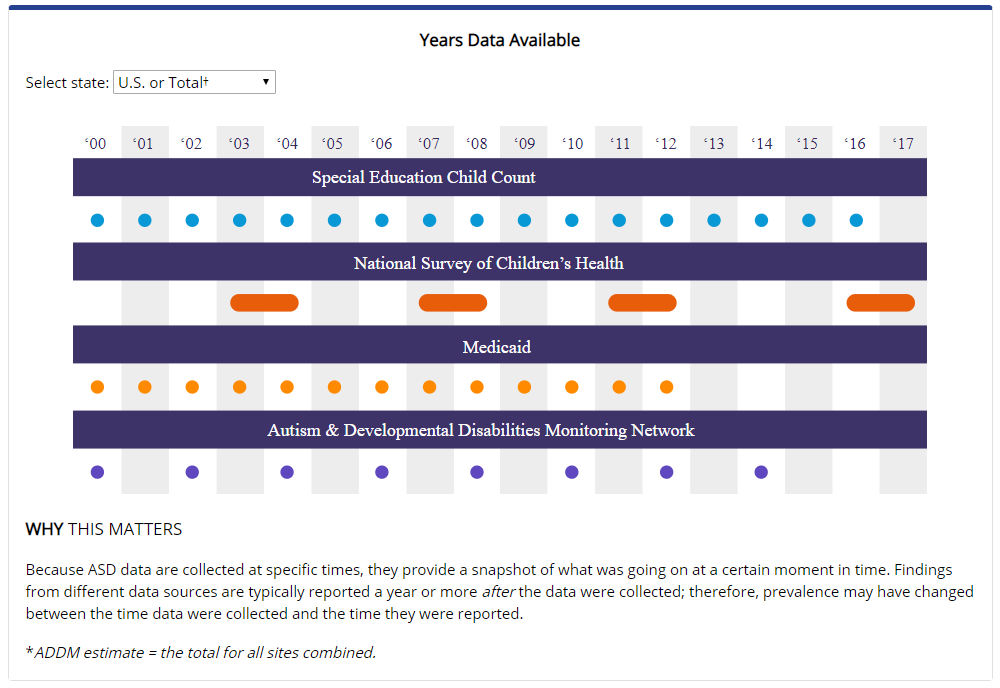 Years Data Available
Select state: U.S. or Total†
‘00 ‘01 ‘02 ‘03 ‘04 ‘05 ‘06 ‘07 ‘08 ‘09 ‘10 ‘11 ‘12 ‘13 ‘14 ‘15 ‘16 ‘17
Special Education Child Count
National Survey of Children’s Health
Medicaid
Autism & Developmental Disabilities Monitoring Network
WHY THIS MATTERS
Because ASD data are collected at specific times, they provide a snapshot of what was going on at a certain moment in time. Findings
from different data sources are typically reported a year or more after the data were collected; therefore, prevalence may have changed
between the time data were collected and the time they were reported.
*ADDM estimate = the total for all sites combined.